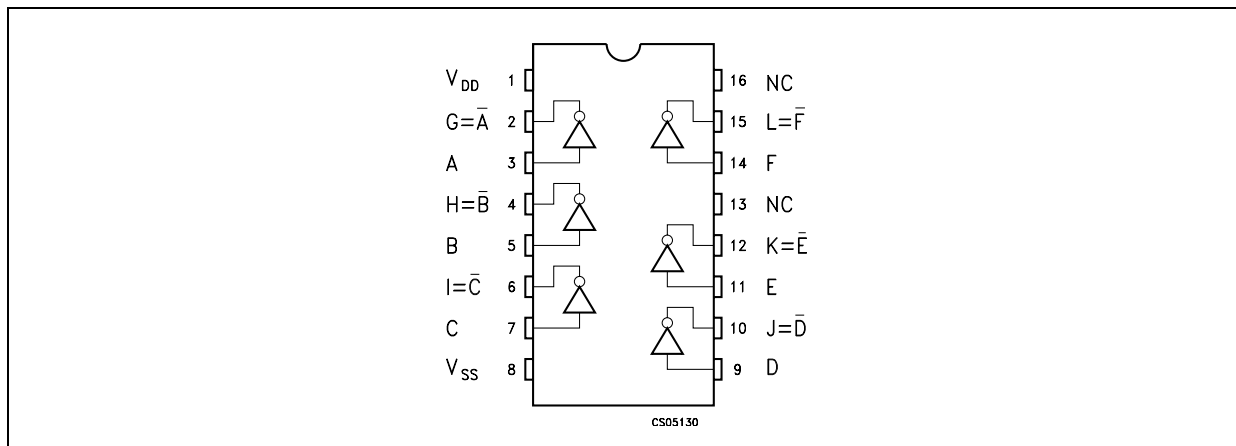 V_DD 1 16 NC
G=A̅ 2 15 L=F̅
A 3 14 F
H=B̅ 4 13 NC
B 5 12 K=E̅
I=C̅ 6 11 E
C 7 10 J=D̅
V_SS 8 9 D
CS05130